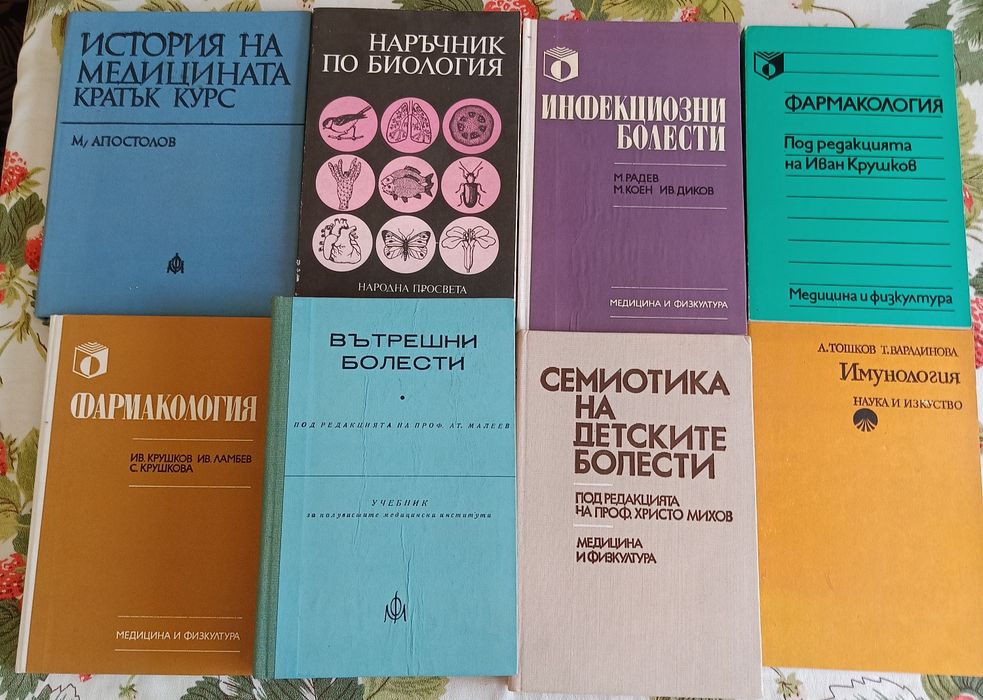 ИСТОРИЯ НА
МЕДИЦИНАТА
КРАТЪК КУРС
М. АПОСТОЛОВ
НАРЪЧНИК
ПО БИОЛОГИЯ
НАРОДНА ПРОСВЕТА
ИНФЕКЦИОЗНИ
БОЛЕСТИ
М. РАДЕВ
М. КОЕН ИВ. ДИКОВ
МЕДИЦИНА И ФИЗКУЛТУРА
ФАРМАКОЛОГИЯ
Под редакцията
на Иван Крушков
Медицина и физкултура
ФАРМАКОЛОГИЯ
ИВ. КРУШКОВ ИВ. ЛАМБЕВ
С. КРУШКОВА
МЕДИЦИНА И ФИЗКУЛТУРА
ВЪТРЕШНИ
БОЛЕСТИ
ПОД РЕДАКЦИЯТА НА ПРОФ. АТ. МАЛЕЕВ
УЧЕБНИК
за полувисшите медицински институти
СЕМИОТИКА
НА
ДЕТСКИТЕ
БОЛЕСТИ
ПОД РЕДАКЦИЯТА
НА ПРОФ. ХРИСТО МИХОВ
МЕДИЦИНА
И ФИЗКУЛТУРА
А. ТОШКОВ Т. ВАРДИНОВА
Имунология
НАУКА И ИЗКУСТВО